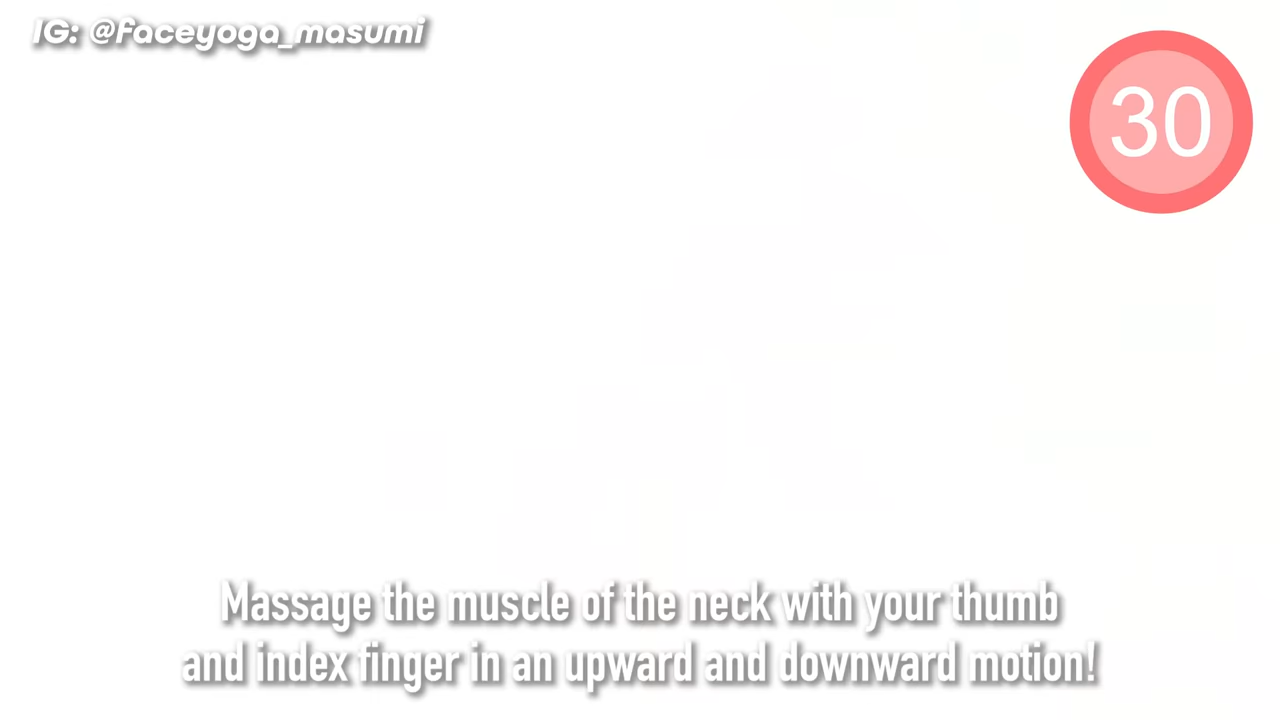 IG: @faceyoga_masumi
30
Massage the muscle of the neck with your thumb
and index finger in an upward and downward motion!